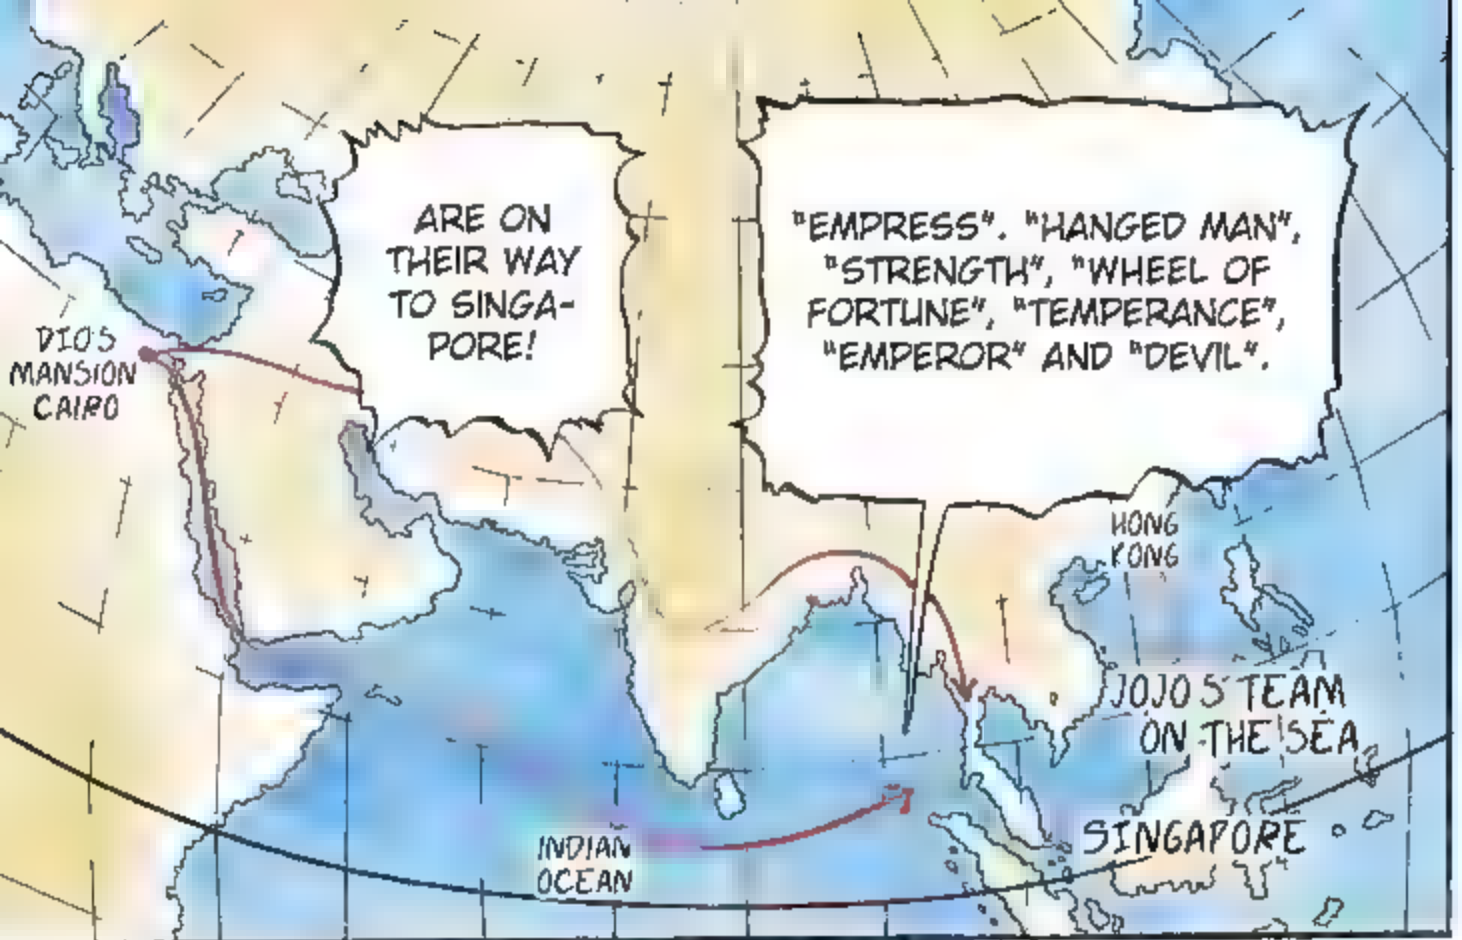 "EMPRESS". "HANGED MAN",
"STRENGTH", "WHEEL OF
FORTUNE", "TEMPERANCE",
"EMPEROR" AND "DEVIL".
ARE ON
THEIR WAY
TO SINGA-
PORE!
DIO'S
MANSION
CAIRO
HONG
KONG
JOJO'S TEAM
ON THE SEA
SINGAPORE
INDIAN
OCEAN